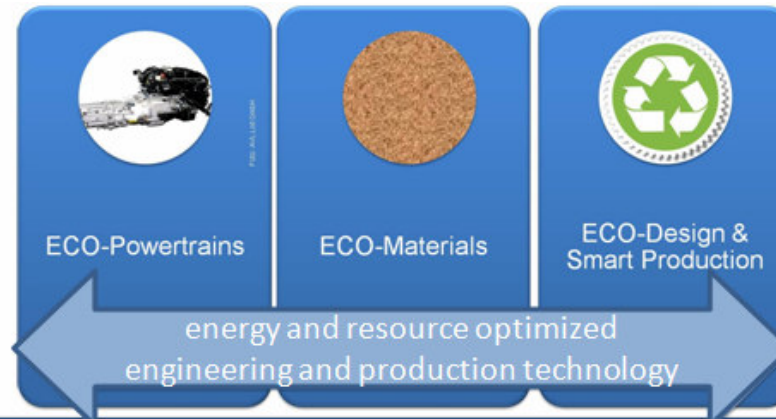 ECO-Powertrains
ECO-Materials
ECO-Design &
Smart Production
energy and resource optimized
engineering and production technology